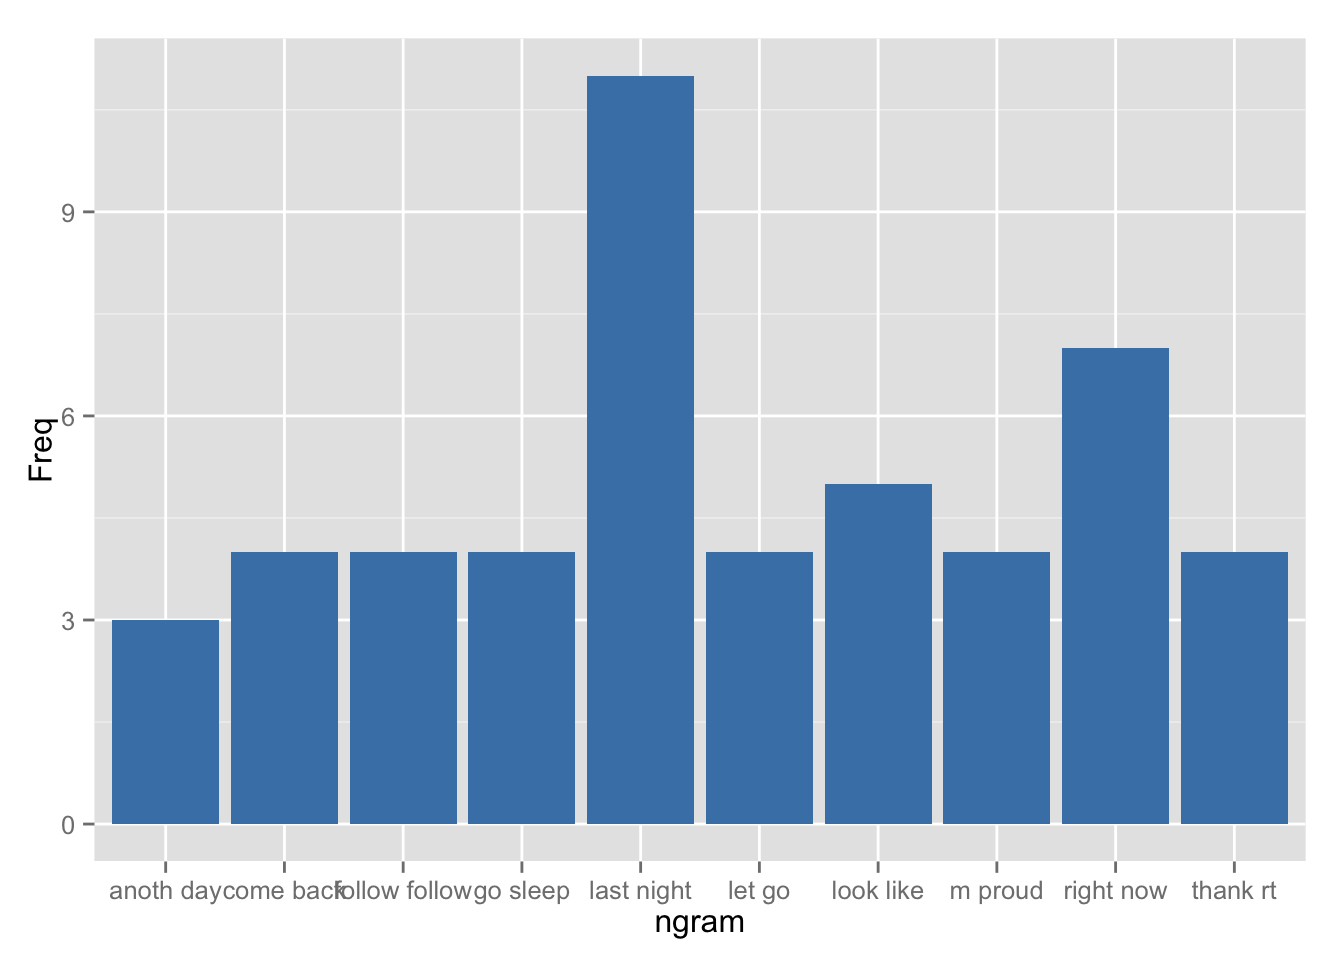 9
6
3
0
Freq
anoth day come back follow follow go sleep last night let go look like m proud right now thank rt
ngram